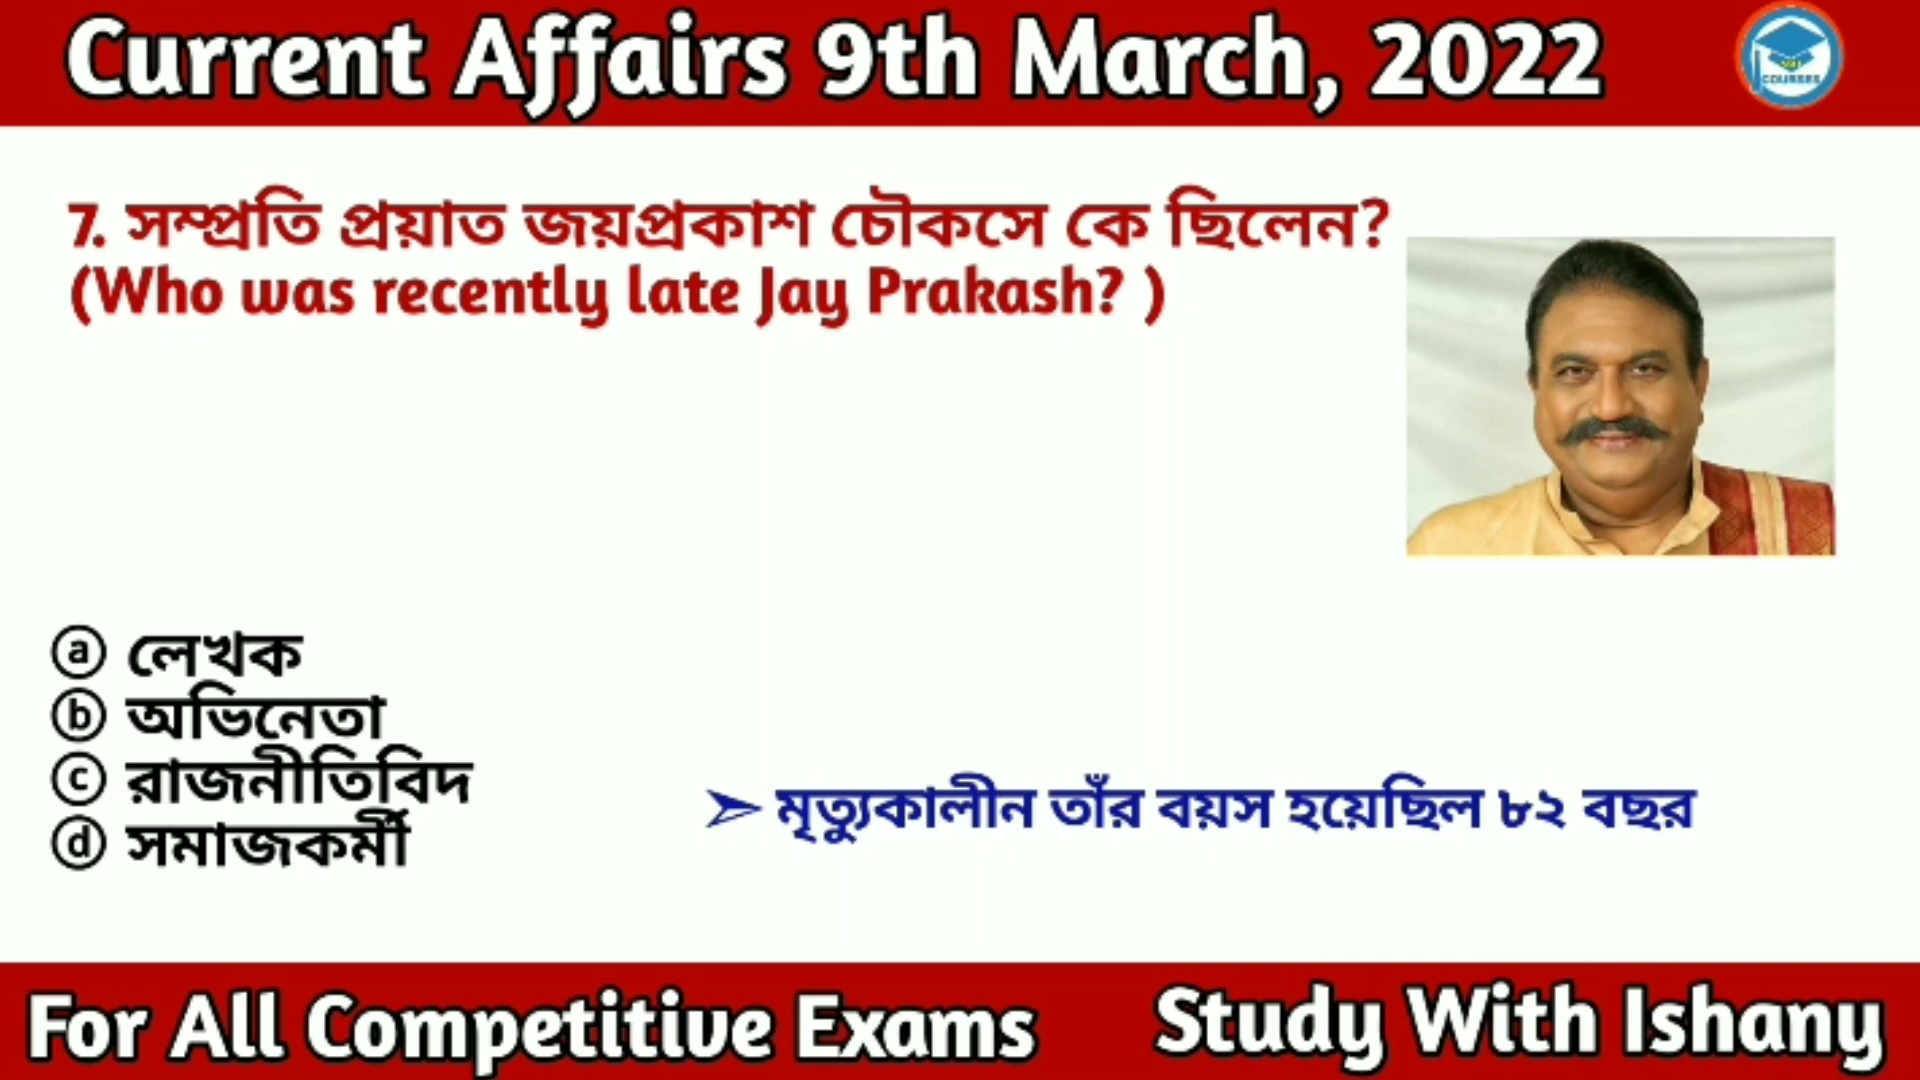 Current Affairs 9th March, 2022
COURSES
7. সম্প্রতি প্রয়াত জয়প্রকাশ চৌকসে কে ছিলেন?
(Who was recently late Jay Prakash? )
ⓐ লেখক
ⓑ অভিনেতা
ⓒ রাজনীতিবিদ
ⓓ সমাজকর্মী
➢ মৃত্যুকালীন তাঁর বয়স হয়েছিল ৮২ বছর
For All Competitive Exams
Study With Ishany